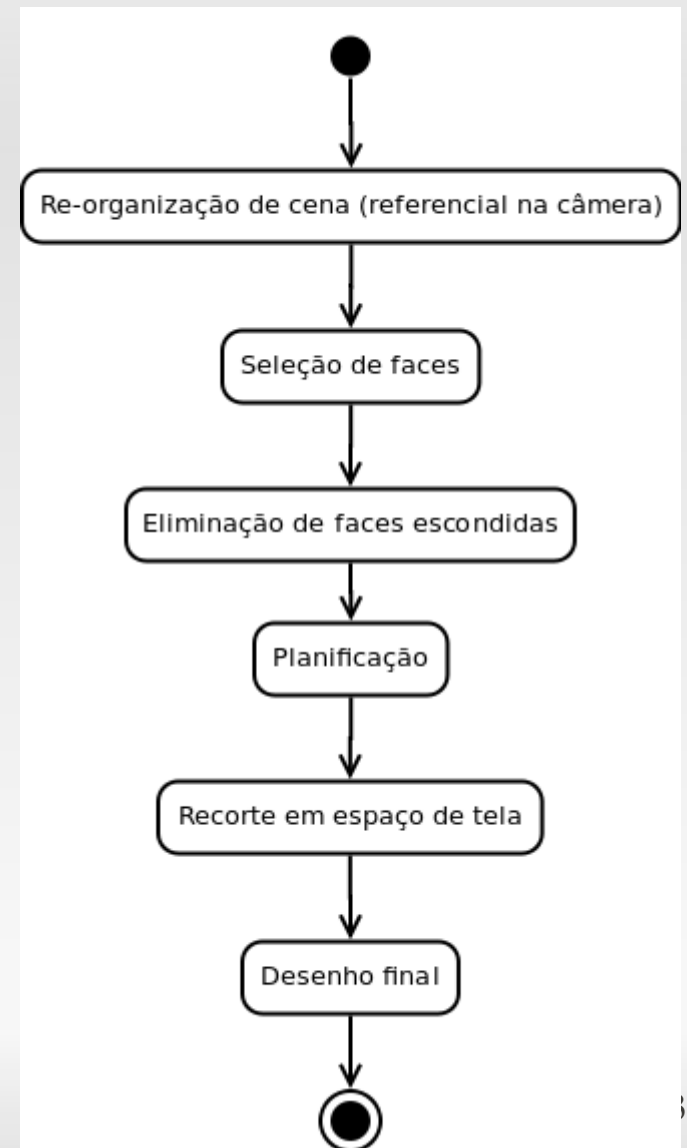 Re-organização de cena (referencial na câmera)
Seleção de faces
Eliminação de faces escondidas
Planificação
Recorte em espaço de tela
Desenho final